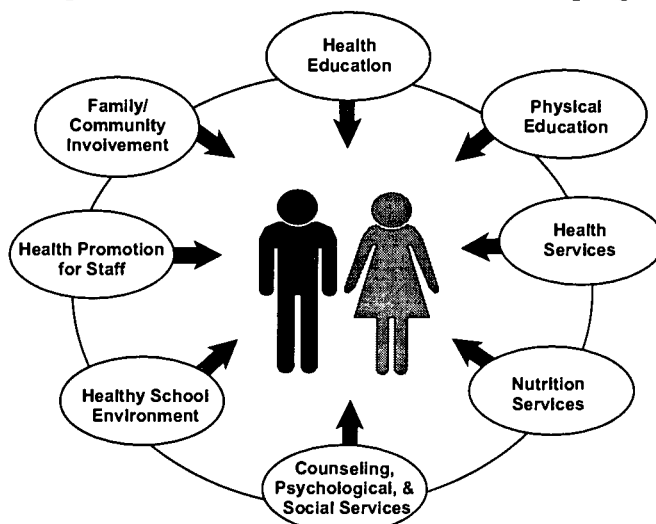 Health
Education
Physical
Education
Health
Services
Nutrition
Services
Counseling,
Psychological, &
Social Services
Healthy School
Environment
Health Promotion
for Staff
Family/
Community
Involvement